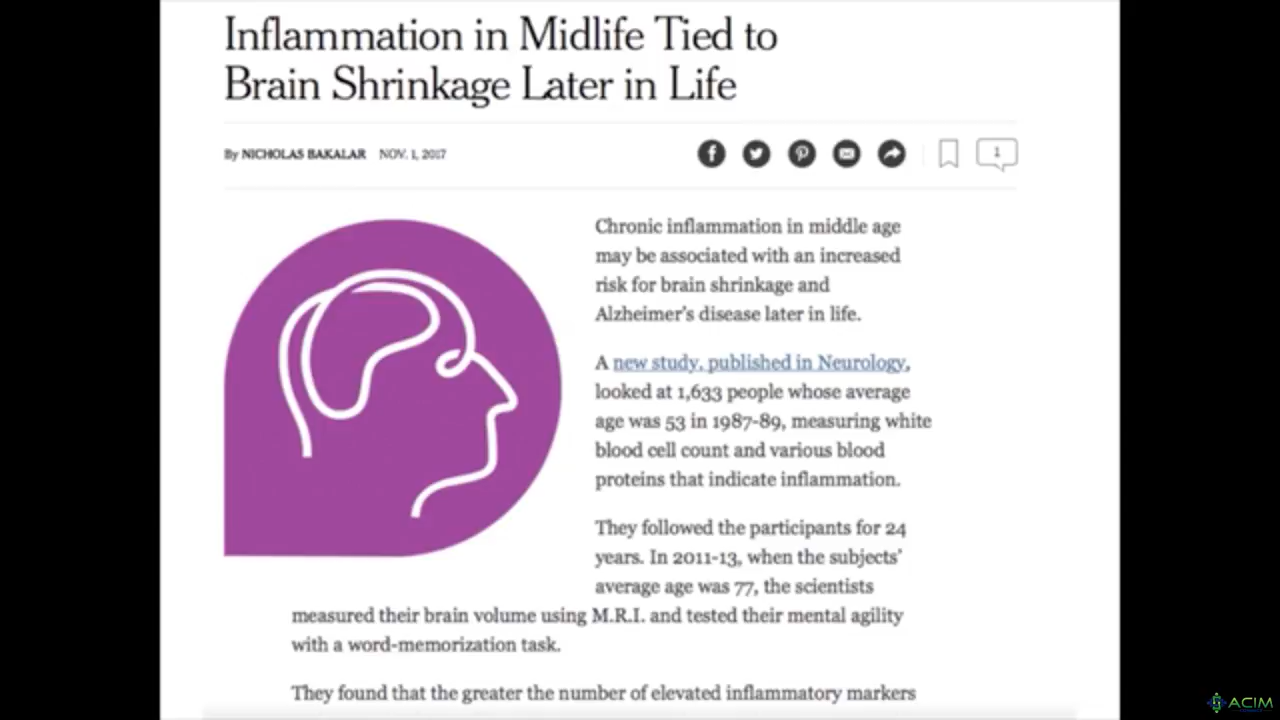 Inflammation in Midlife Tied to
Brain Shrinkage Later in Life
By NICHOLAS BAKALAR NOV. 1, 2017
1
Chronic inflammation in middle age
may be associated with an increased
risk for brain shrinkage and
Alzheimer's disease later in life.
A new study, published in Neurology,
looked at 1,633 people whose average
age was 53 in 1987-89, measuring white
blood cell count and various blood
proteins that indicate inflammation.
They followed the participants for 24
years. In 2011-13, when the subjects'
average age was 77, the scientists
measured their brain volume using M.R.I. and tested their mental agility
with a word-memorization task.
They found that the greater the number of elevated inflammatory markers
ACIM